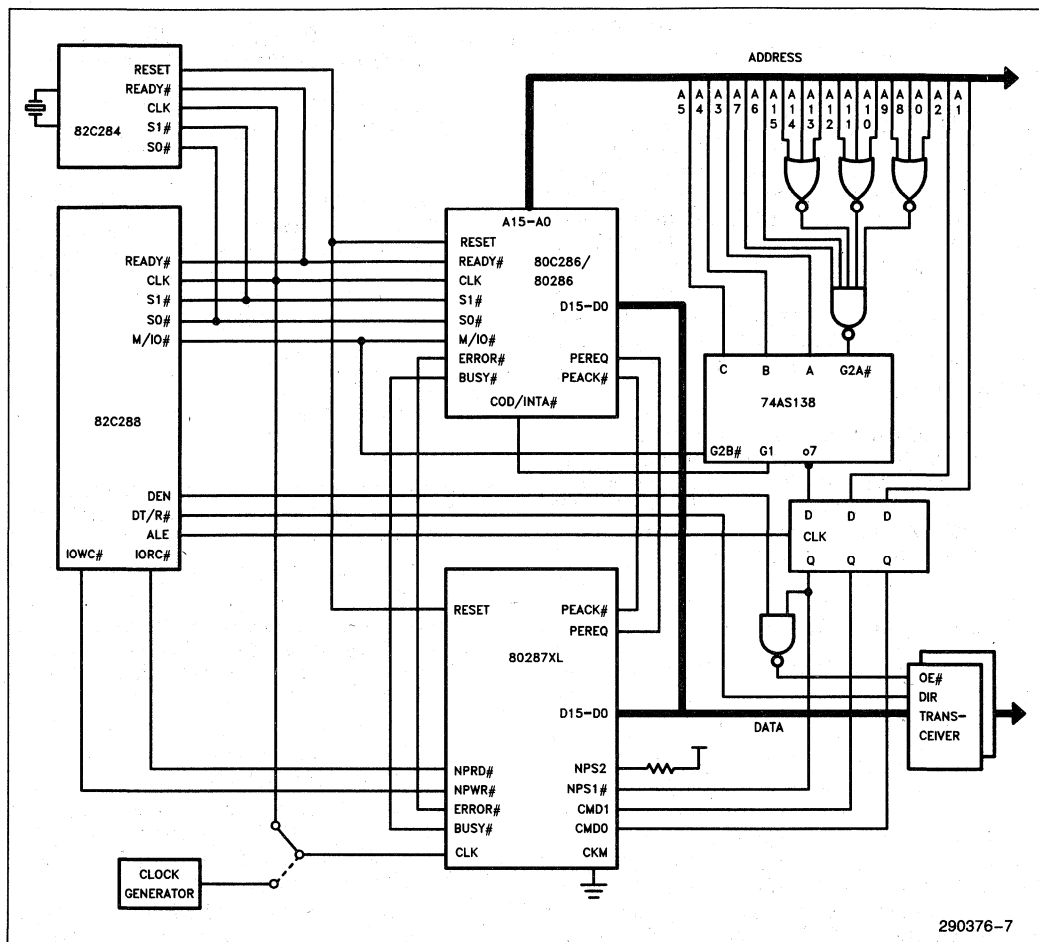 ADDRESS
A5 A4 A3 A7 A6 A15 A14 A13 A12 A11 A10 A9 A8 A0 A2 A1
RESET
READY#
CLK
S1#
S0#
82C284
READY#
CLK
S1#
S0#
M/IO#
82C288
DEN
DT/R#
ALE
IOWC# IORC#
A15-A0
RESET
READY#
CLK
S1#
S0#
M/IO#
ERROR#
BUSY#
COD/INTA#
80C286/
80286
D15-D0
PEREQ
PEACK#
C B A G2A#
74AS138
G2B# G1 o7
D D D
CLK
Q Q Q
RESET
PEACK#
PEREQ
80287XL
D15-D0
NPRD#
NPWR#
ERROR#
BUSY#
CLK
NPS2
NPS1#
CMD1
CMD0
CKM
DATA
OE#
DIR
TRANS-
CEIVER
CLOCK
GENERATOR
290376-7